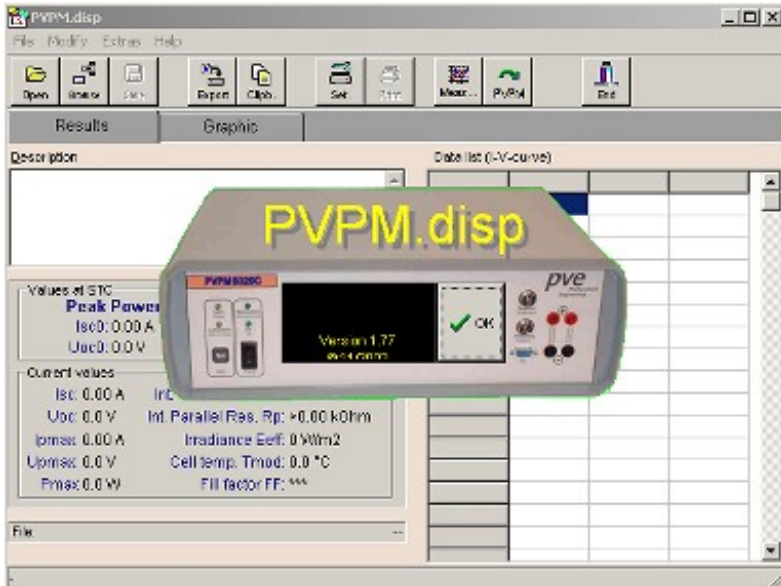 PVPM.disp
File Modify Extras Help
Open Browse Save Export Clipb. Set Print Meas... PVPM End
Results Graphic
Description Data list (I-V-curve)
PVPM.disp
PVPM6020C
pve
OK
Version 1.77
Values at STC
Peak Power
Isc0: 0.00 A
Uoc0: 0.0 V
Current values
Isc: 0.00 A Int.
Uoc: 0.0 V Int. Parallel Res. Rp: >0.00 kOhm
Ipmax: 0.00 A Irradiance Eeff: 0 W/m2
Upmax: 0.0 V Cell temp. Tmod: 0.0 °C
Pmax: 0.0 W Fill factor FF: ***
File --